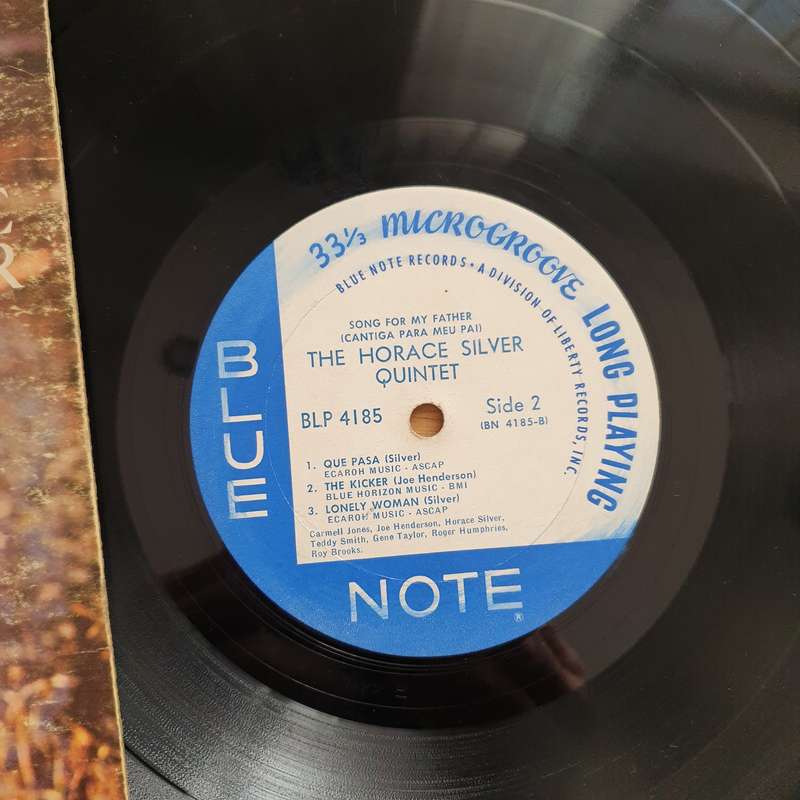 33⅓ MICROGROOVE LONG PLAYING
BLUE NOTE RECORDS • A DIVISION OF LIBERTY RECORDS, INC.
SONG FOR MY FATHER
(CANTIGA PARA MEU PAI)
THE HORACE SILVER
QUINTET
BLP 4185
Side 2
(BN 4185-B)
1. QUE PASA (Silver)
ECAROH MUSIC - ASCAP
2. THE KICKER (Joe Henderson)
BLUE HORIZON MUSIC - BMI
3. LONELY WOMAN (Silver)
ECAROH MUSIC - ASCAP
Carmell Jones, Joe Henderson, Horace Silver,
Teddy Smith, Gene Taylor, Roger Humphries,
Roy Brooks.
BLUE
NOTE®